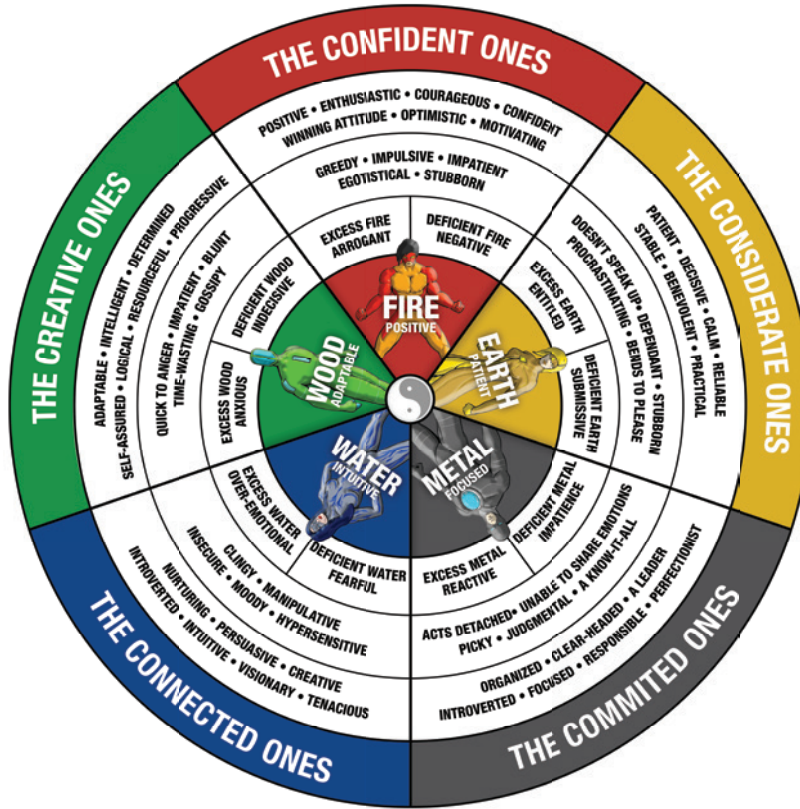 THE CONFIDENT ONES
POSITIVE • ENTHUSIASTIC • COURAGEOUS • CONFIDENT
WINNING ATTITUDE • OPTIMISTIC • MOTIVATING
GREEDY • IMPULSIVE • IMPATIENT
EGOTISTICAL • STUBBORN
EXCESS FIRE
ARROGANT
DEFICIENT FIRE
NEGATIVE
FIRE
POSITIVE
THE CONSIDERATE ONES
PATIENT • DECISIVE • CALM • RELIABLE
STABLE • BENEVOLENT • PRACTICAL
DOESN'T SPEAK UP• DEPENDANT • STUBBORN
PROCRASTINATING • BENDS TO PLEASE
EXCESS EARTH
ENTITLED
DEFICIENT EARTH
SUBMISSIVE
EARTH
PATIENT
THE COMMITED ONES
ORGANIZED • CLEAR-HEADED • A LEADER
INTROVERTED • FOCUSED • RESPONSIBLE • PERFECTIONIST
ACTS DETACHED• UNABLE TO SHARE EMOTIONS
PICKY • JUDGMENTAL • A KNOW-IT-ALL
DEFICIENT METAL
IMPATIENCE
EXCESS METAL
REACTIVE
METAL
FOCUSED
THE CONNECTED ONES
NURTURING • PERSUASIVE • CREATIVE
INTROVERTED • INTUITIVE • VISIONARY • TENACIOUS
CLINGY • MANIPULATIVE
INSECURE • MOODY • HYPERSENSITIVE
DEFICIENT WATER
FEARFUL
EXCESS WATER
OVER-EMOTIONAL
WATER
INTUITIVE
THE CREATIVE ONES
ADAPTABLE • INTELLIGENT • DETERMINED
SELF-ASSURED • LOGICAL • RESOURCEFUL • PROGRESSIVE
QUICK TO ANGER • IMPATIENT • BLUNT
TIME-WASTING • GOSSIPY
EXCESS WOOD
ANXIOUS
DEFICIENT WOOD
INDECISIVE
WOOD
ADAPTABLE